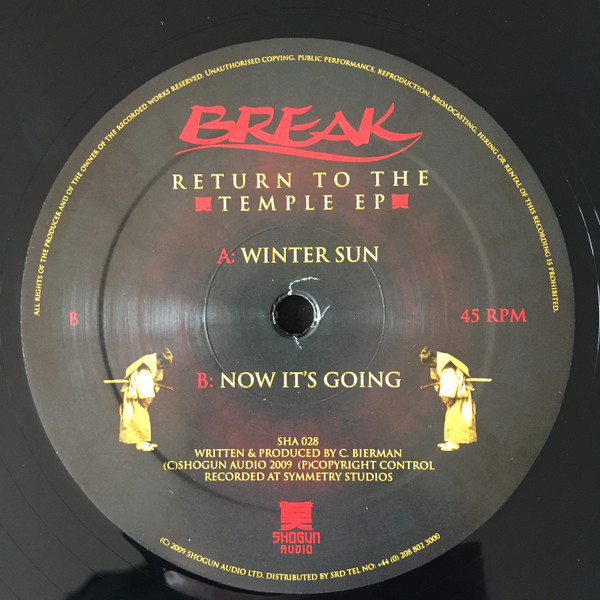 ALL RIGHTS OF THE PRODUCER AND OF THE OWNER OF THE RECORDED WORKS RESERVED. UNAUTHORISED COPYING, PUBLIC PERFORMANCE, REPRODUCTION, BROADCASTING, HIRING OR RENTAL OF THIS RECORDING IS PROHIBITED.
BREAK
RETURN TO THE
TEMPLE EP
A: WINTER SUN
B 45 RPM
B: NOW IT'S GOING
SHA 028
WRITTEN & PRODUCED BY C. BIERMAN
(C)SHOGUN AUDIO 2009 (P)COPYRIGHT CONTROL
RECORDED AT SYMMETRY STUDIOS
SHOGUN
AUDIO
(C) 2009 SHOGUN AUDIO LTD. DISTRIBUTED BY SRD TEL NO: +44 (0) 208 802 3000